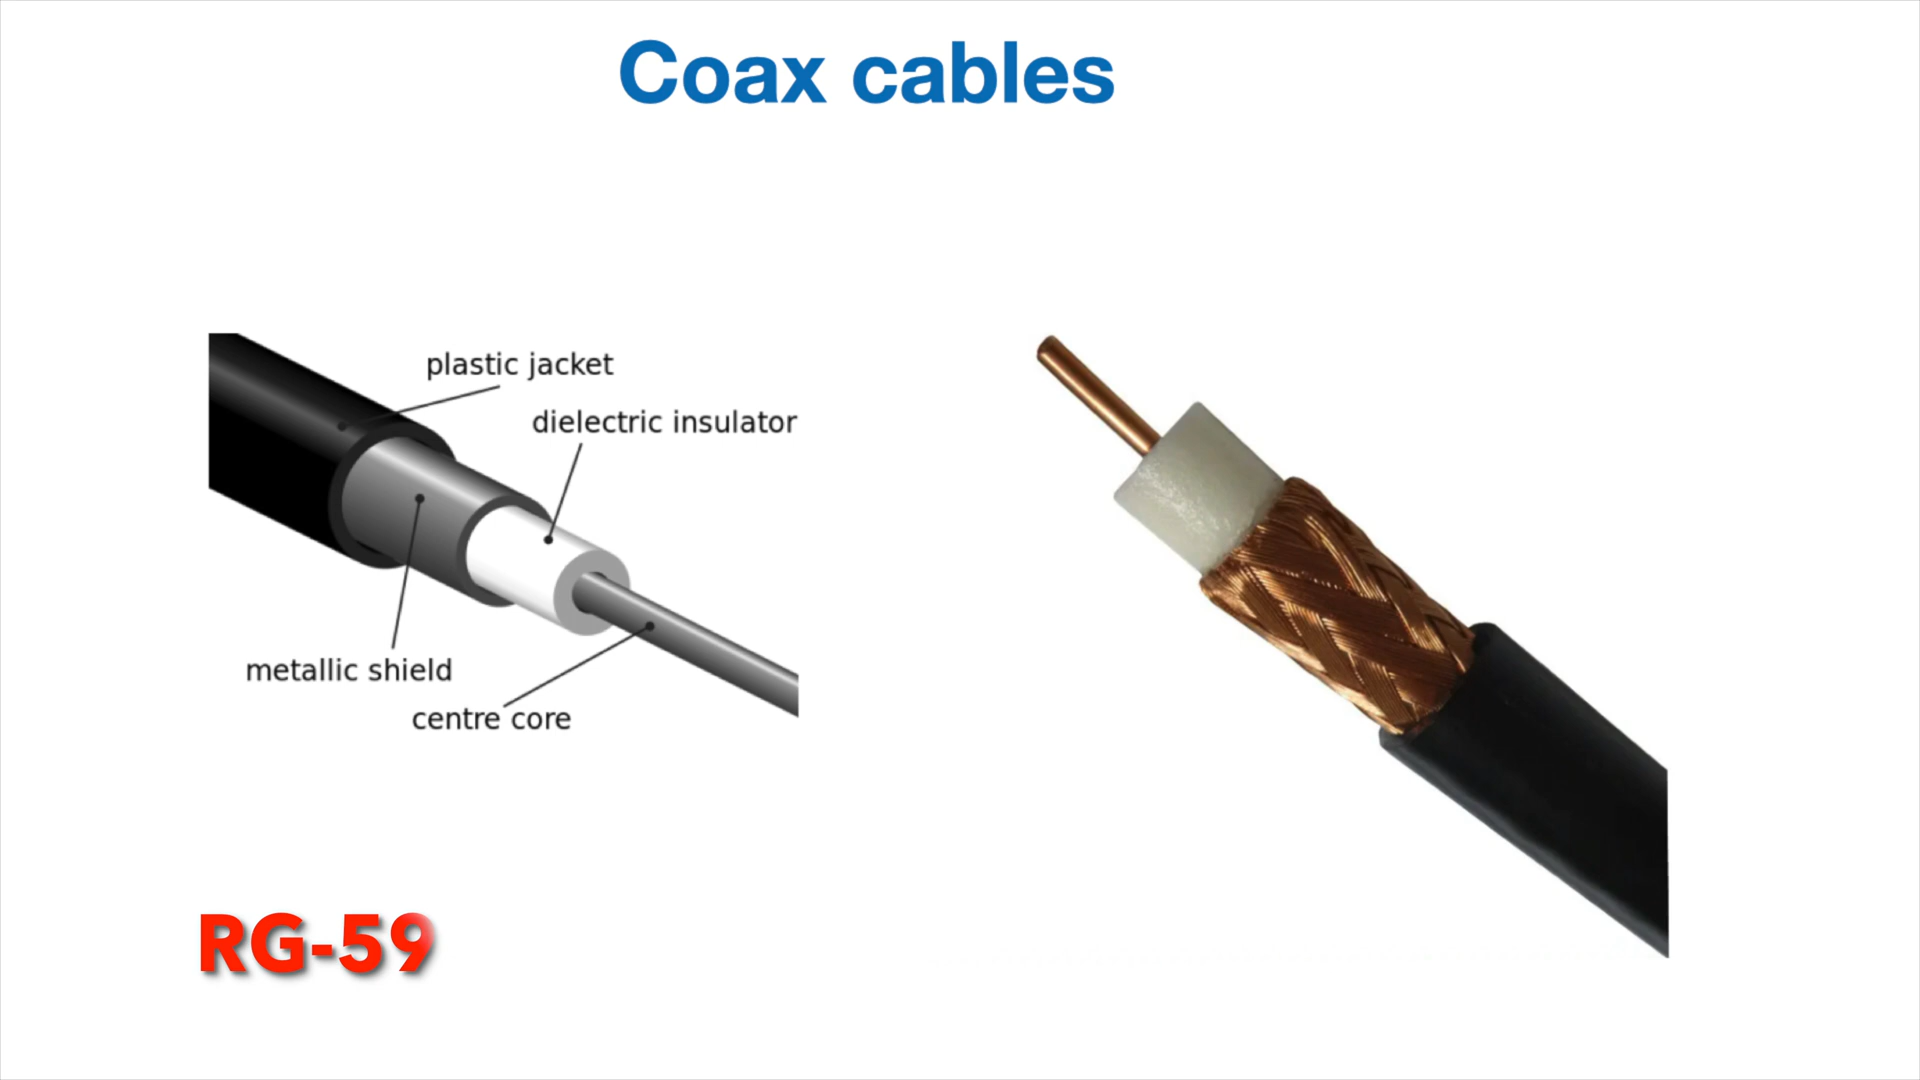 Coax cables
plastic jacket
dielectric insulator
metallic shield
centre core
RG-59